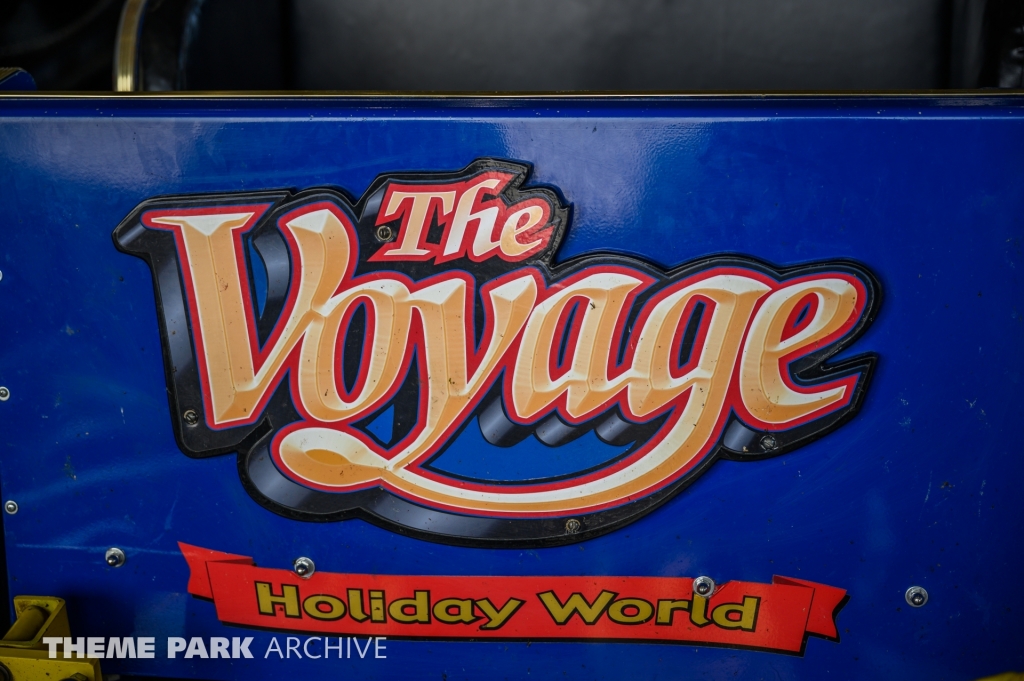 The
Voyage
Holiday World
THEME PARK ARCHIVE